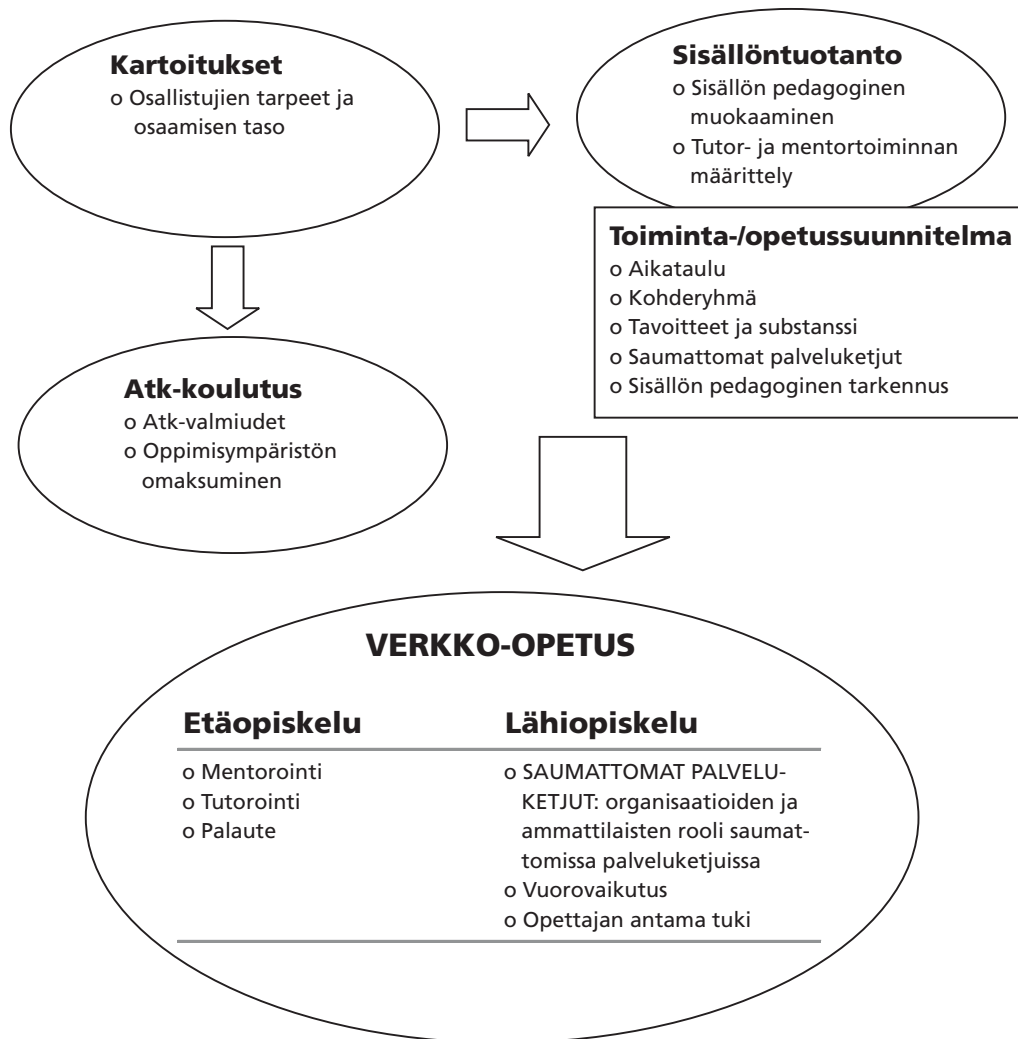 Kartoitukset
o Osallistujien tarpeet ja
osaamisen taso
Sisällöntuotanto
o Sisällön pedagoginen
muokaaminen
o Tutor- ja mentortoiminnan
määrittely
Toiminta-/opetussuunnitelma
o Aikataulu
o Kohderyhmä
o Tavoitteet ja substanssi
o Saumattomat palveluketjut
o Sisällön pedagoginen tarkennus
Atk-koulutus
o Atk-valmiudet
o Oppimisympäristön
omaksuminen
VERKKO-OPETUS
Etäopiskelu
o Mentorointi
o Tutorointi
o Palaute
Lähiopiskelu
o SAUMATTOMAT PALVELU-
KETJUT: organisaatioiden ja
ammattilaisten rooli saumat-
tomissa palveluketjuissa
o Vuorovaikutus
o Opettajan antama tuki